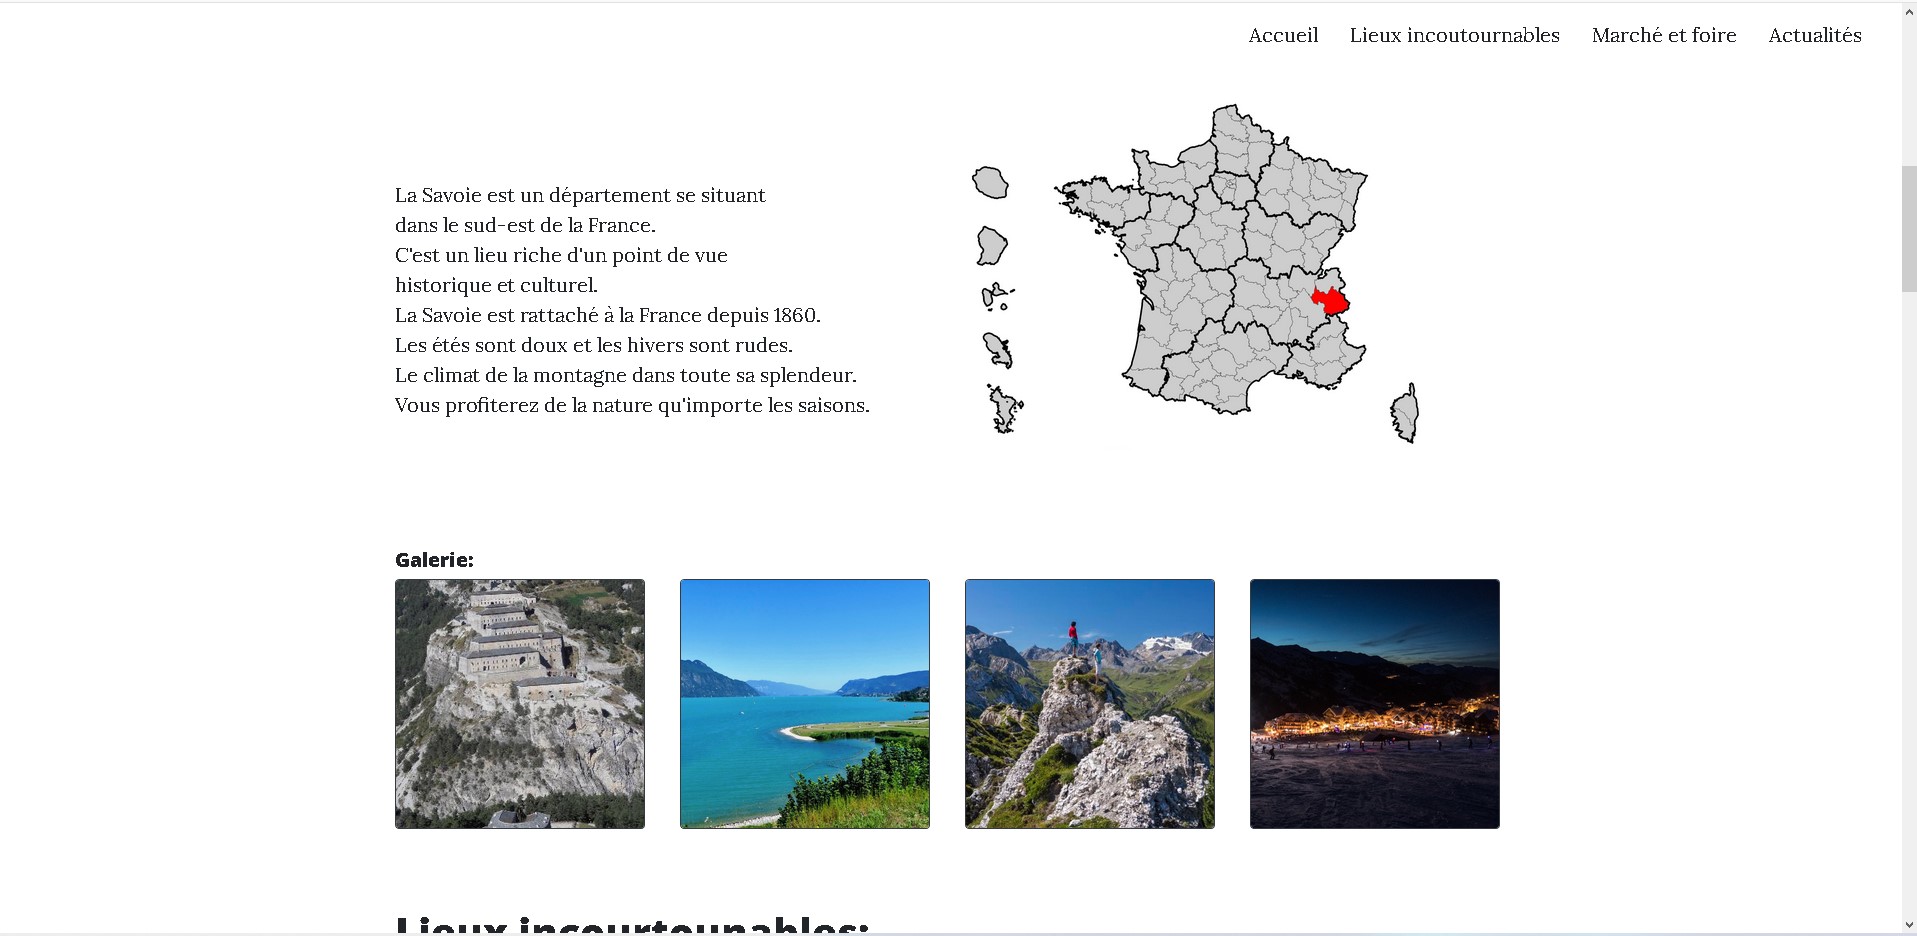 Accueil Lieux incoutournables Marché et foire Actualités
La Savoie est un département se situant
dans le sud-est de la France.
C'est un lieu riche d'un point de vue
historique et culturel.
La Savoie est rattaché à la France depuis 1860.
Les étés sont doux et les hivers sont rudes.
Le climat de la montagne dans toute sa splendeur.
Vous profiterez de la nature qu'importe les saisons.
Galerie:
Lieux incourtounables: